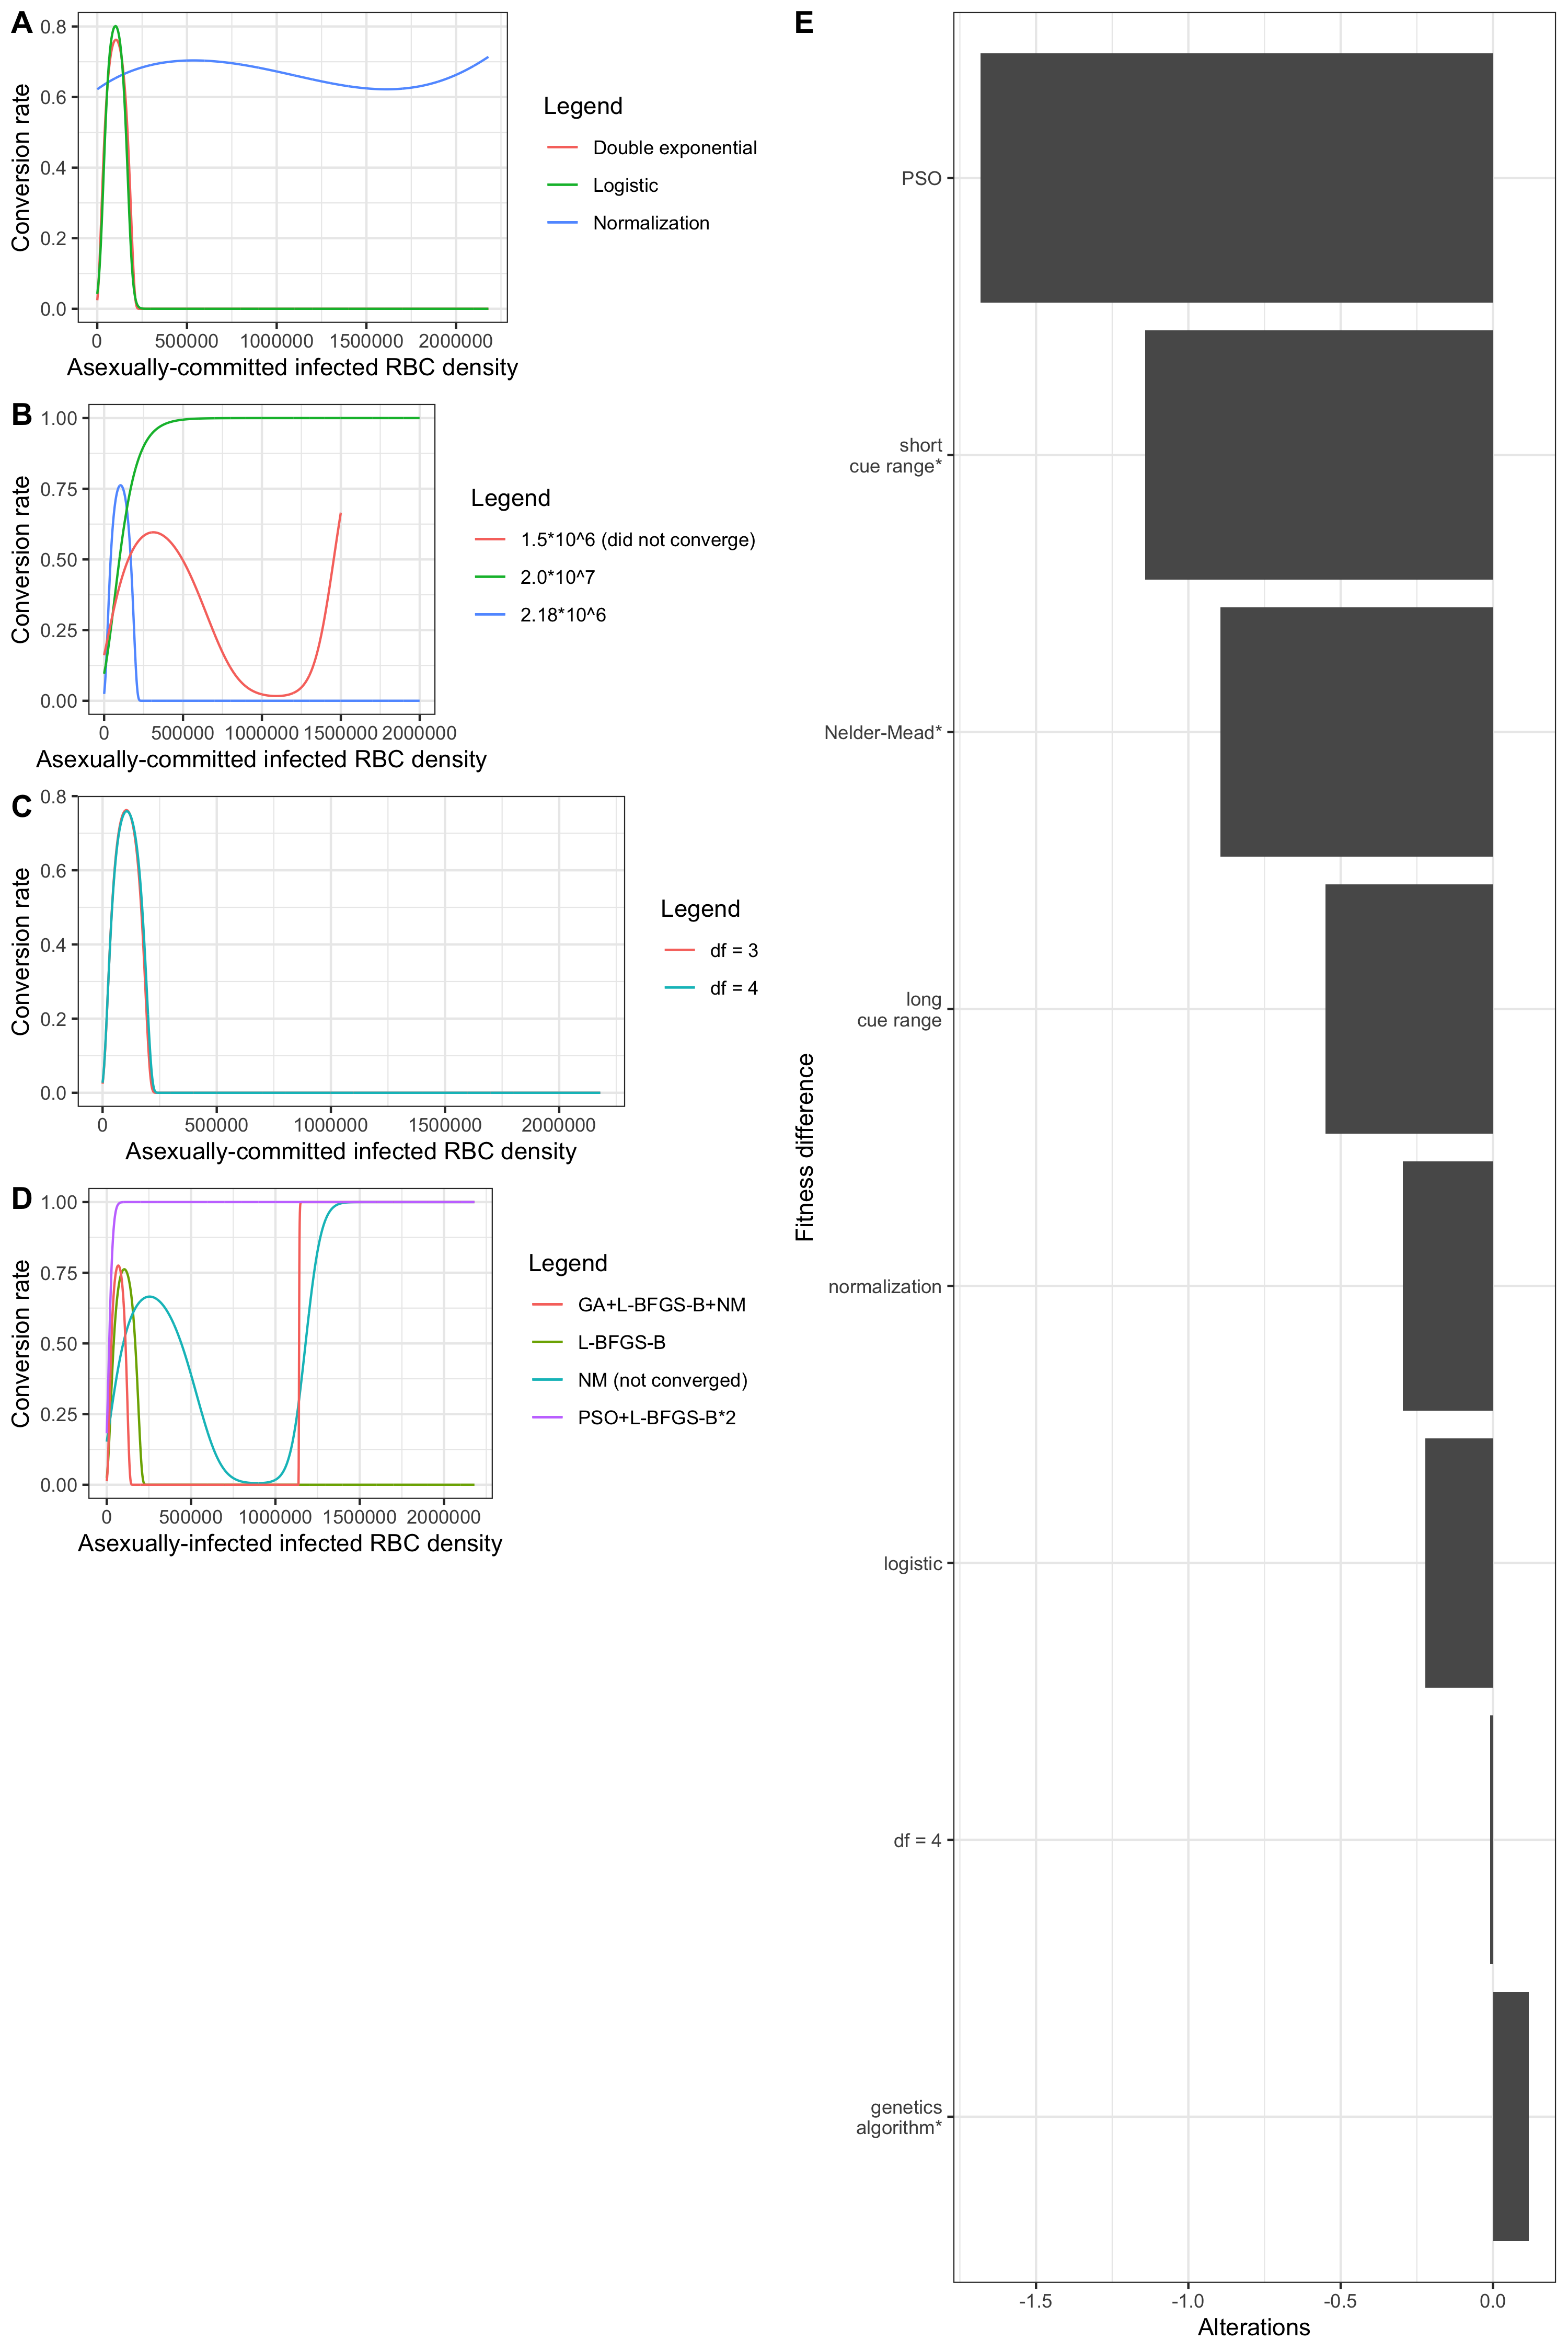 A
Conversion rate
0.8
0.6
0.4
0.2
0.0
0 500000 1000000 1500000 2000000
Asexually-committed infected RBC density
Legend
Double exponential
Logistic
Normalization
B
Conversion rate
1.00
0.75
0.50
0.25
0.00
0 500000 1000000 1500000 2000000
Asexually-committed infected RBC density
Legend
1.5*10^6 (did not converge)
2.0*10^7
2.18*10^6
C
Conversion rate
0.8
0.6
0.4
0.2
0.0
0 500000 1000000 1500000 2000000
Asexually-committed infected RBC density
Legend
df = 3
df = 4
D
Conversion rate
1.00
0.75
0.50
0.25
0.00
0 500000 1000000 1500000 2000000
Asexually-infected infected RBC density
Legend
GA+L-BFGS-B+NM
L-BFGS-B
NM (not converged)
PSO+L-BFGS-B*2
E
Fitness difference
PSO
short
cue range*
Nelder-Mead*
long
cue range
normalization
logistic
df = 4
genetics
algorithm*
-1.5 -1.0 -0.5 0.0
Alterations